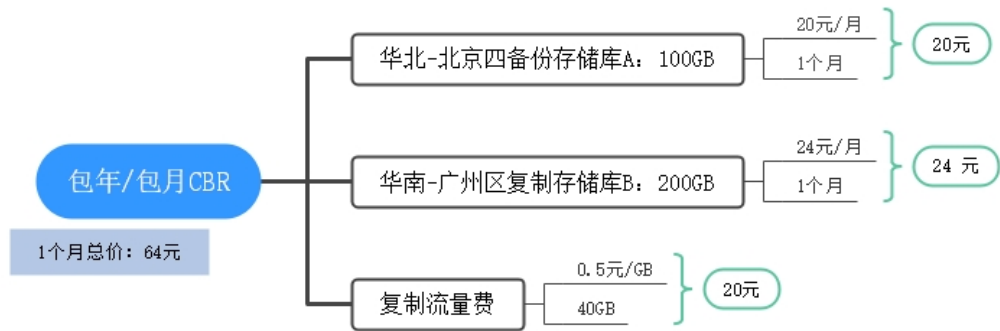 包年/包月CBR
1个月总价：64元
华北-北京四备份存储库A：100GB
20元/月
1个月
20元
华南-广州区复制存储库B：200GB
24元/月
1个月
24 元
复制流量费
0.5元/GB
40GB
20元